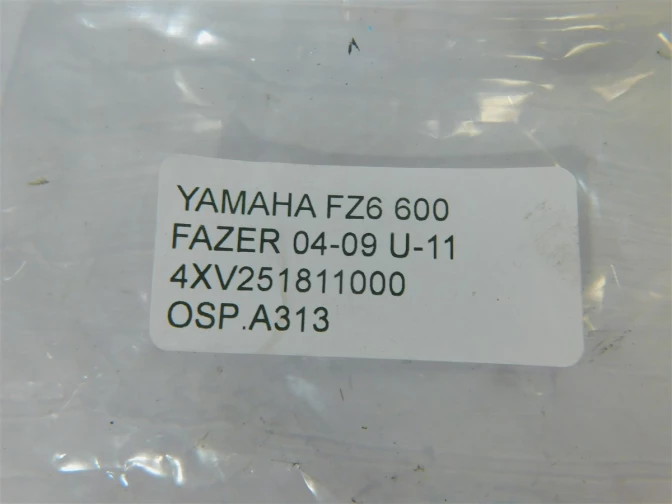 YAMAHA FZ6 600
FAZER 04-09 U-11
4XV251811000
OSP.A313